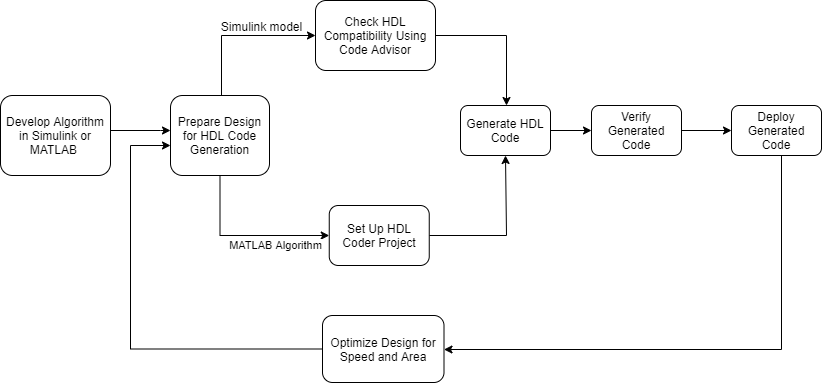 Simulink model
Check HDL
Compatibility Using
Code Advisor
Develop Algorithm
in Simulink or
MATLAB
Prepare Design
for HDL Code
Generation
Generate HDL
Code
Verify
Generated
Code
Deploy
Generated
Code
MATLAB Algorithm
Set Up HDL
Coder Project
Optimize Design for
Speed and Area